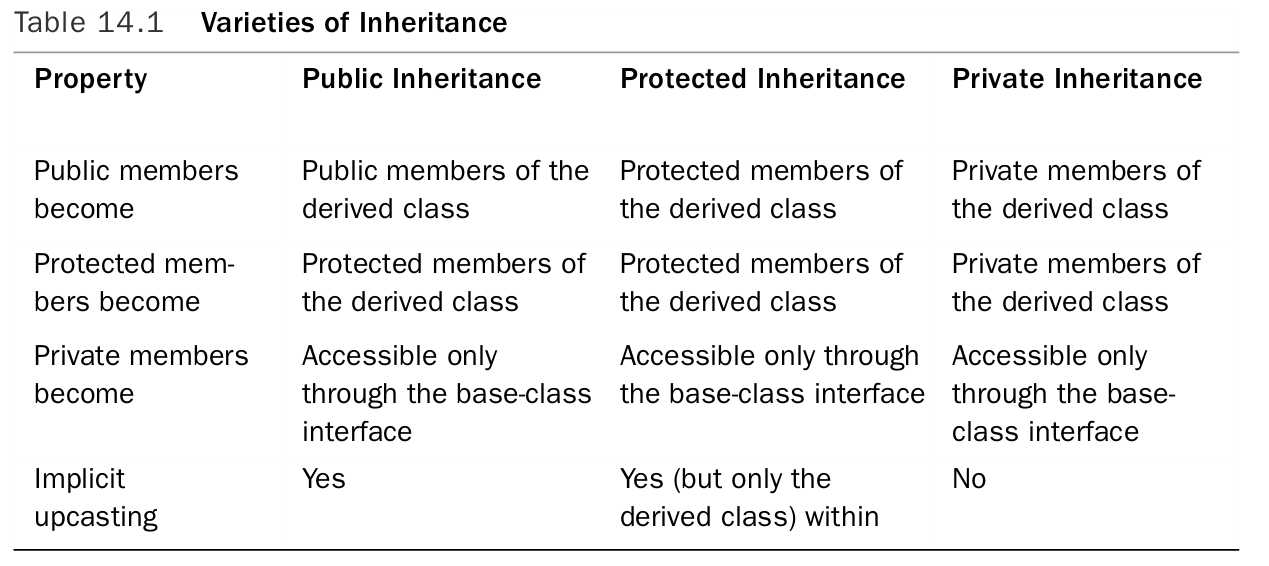 Table 14.1 Varieties of Inheritance
Property Public Inheritance Protected Inheritance Private Inheritance
Public members Public members of the Protected members of Private members of
become derived class the derived class the derived class
Protected mem- Protected members of Protected members of Private members of
bers become the derived class the derived class the derived class
Private members Accessible only Accessible only through Accessible only
become through the base-class the base-class interface through the base-
interface class interface
Implicit Yes Yes (but only the No
upcasting derived class) within